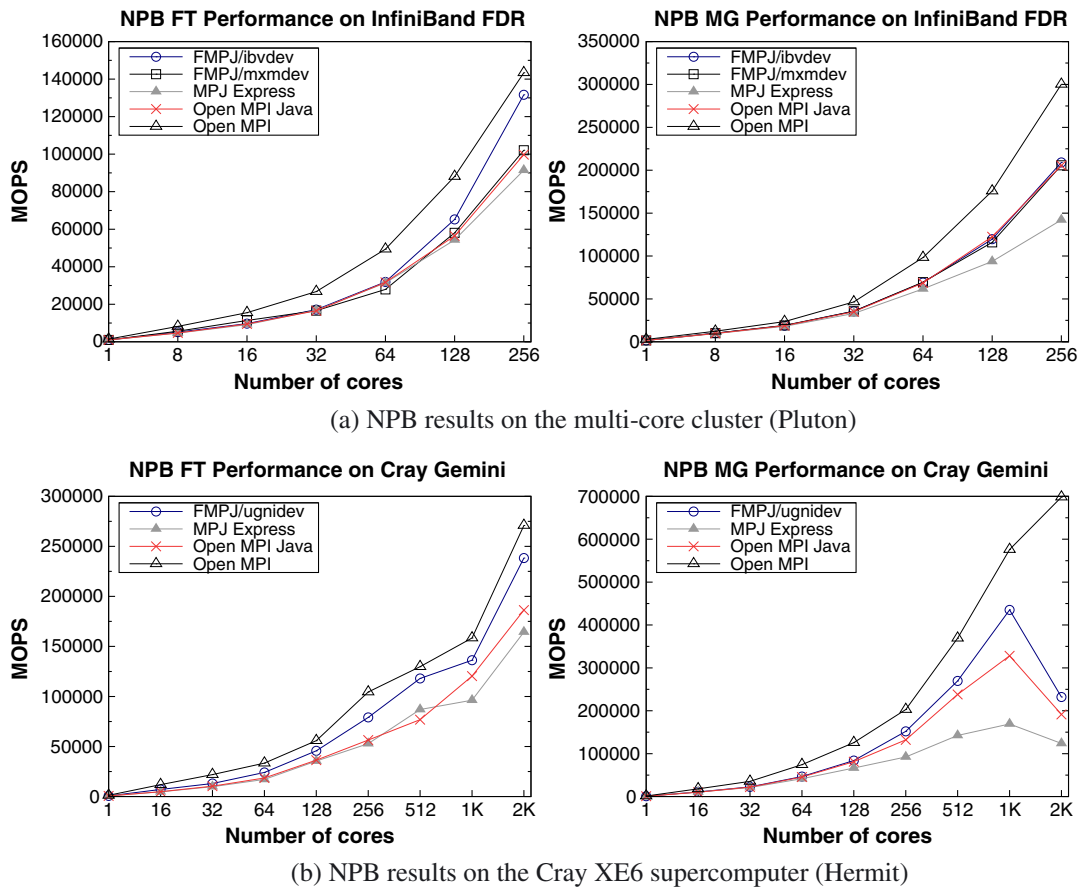 NPB FT Performance on InfiniBand FDR
160000
140000
120000
100000
80000
60000
40000
20000
0
MOPS
FMPJ/ibvdev
FMPJ/mxmdev
MPJ Express
Open MPI Java
Open MPI
1 8 16 32 64 128 256
Number of cores
NPB MG Performance on InfiniBand FDR
350000
300000
250000
200000
150000
100000
50000
0
MOPS
FMPJ/ibvdev
FMPJ/mxmdev
MPJ Express
Open MPI Java
Open MPI
1 8 16 32 64 128 256
Number of cores
(a) NPB results on the multi-core cluster (Pluton)
NPB FT Performance on Cray Gemini
300000
250000
200000
150000
100000
50000
0
MOPS
FMPJ/ugnidev
MPJ Express
Open MPI Java
Open MPI
1 16 32 64 128 256 512 1K 2K
Number of cores
NPB MG Performance on Cray Gemini
700000
600000
500000
400000
300000
200000
100000
0
MOPS
FMPJ/ugnidev
MPJ Express
Open MPI Java
Open MPI
1 16 32 64 128 256 512 1K 2K
Number of cores
(b) NPB results on the Cray XE6 supercomputer (Hermit)